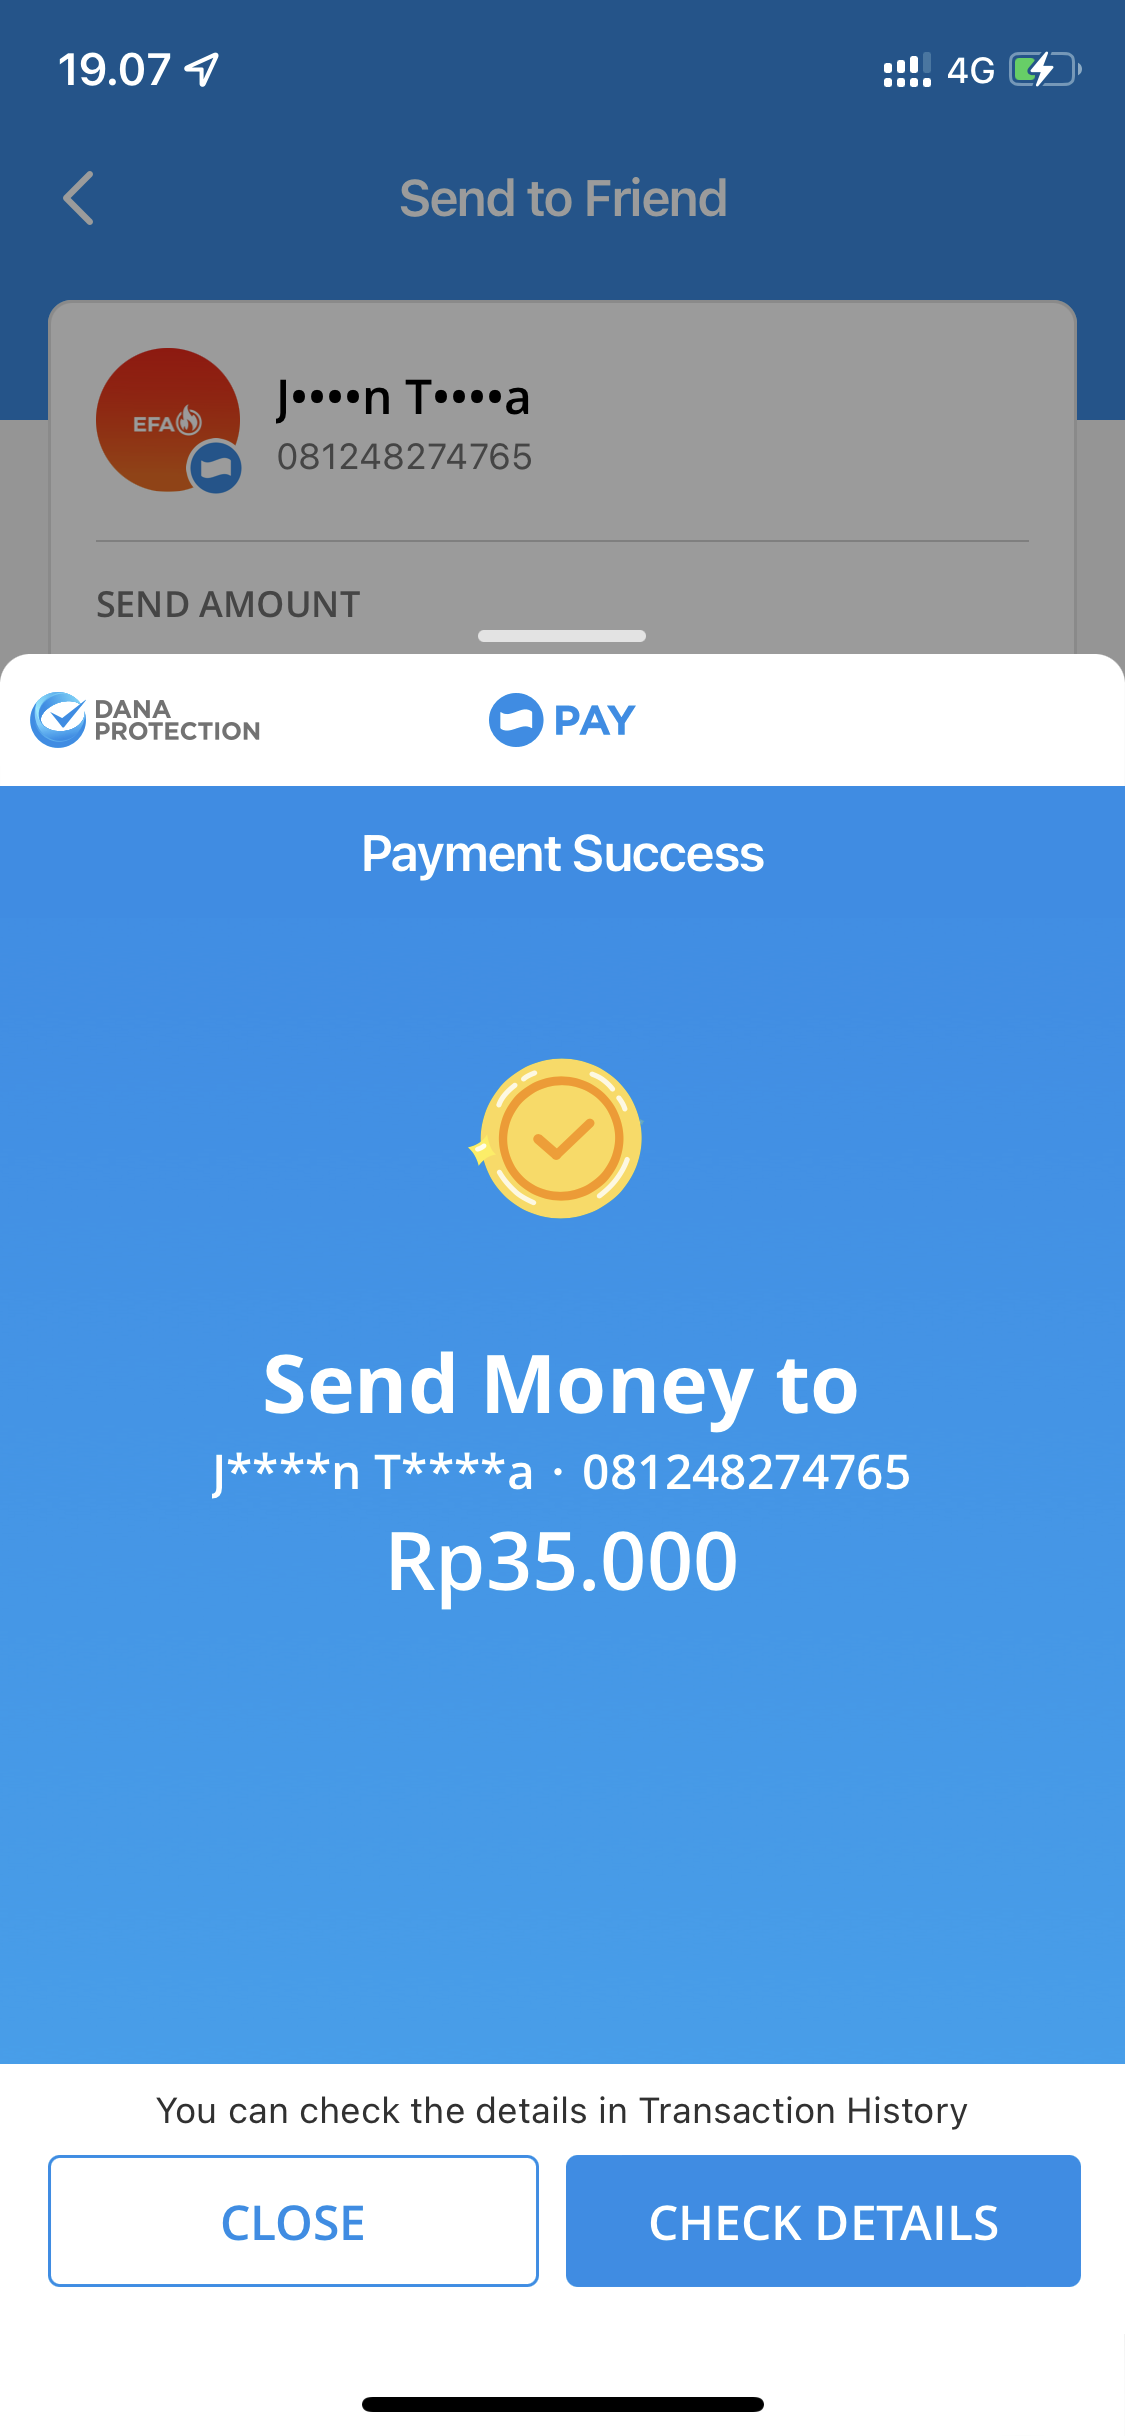 19.07
4G
Send to Friend
EFA
J••••n T••••a
081248274765
SEND AMOUNT
DANA
PROTECTION
PAY
Payment Success
Send Money to
J****n T****a · 081248274765
Rp35.000
You can check the details in Transaction History
CLOSE
CHECK DETAILS